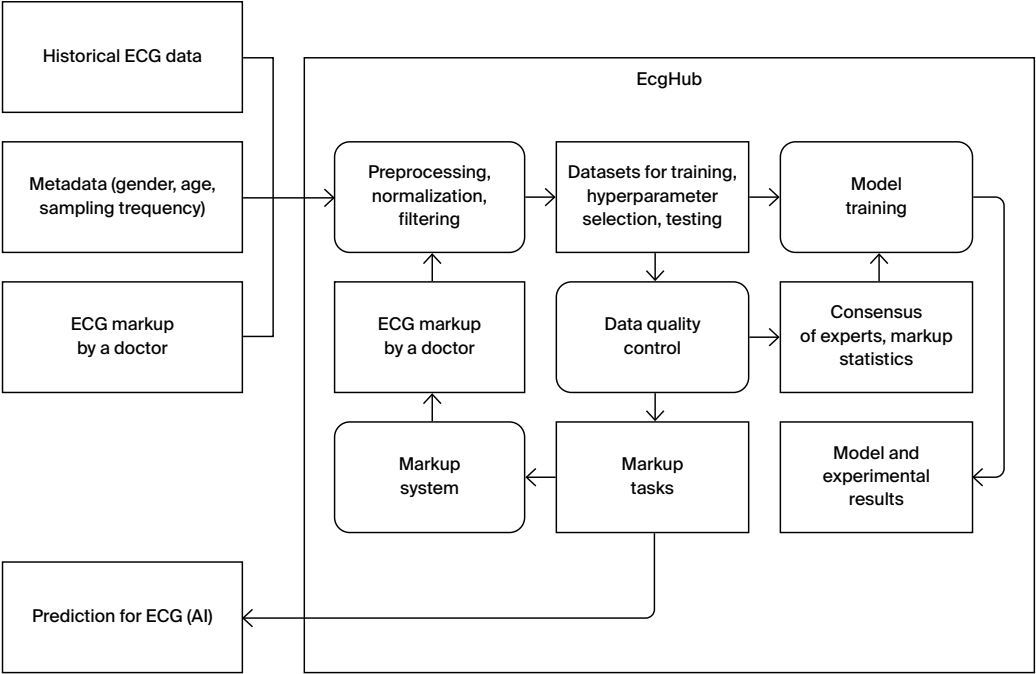 Historical ECG data
EcgHub
Metadata (gender, age,
sampling trequency)
Preprocessing,
normalization,
filtering
Datasets for training,
hyperparameter
selection, testing
Model
training
ECG markup
by a doctor
ECG markup
by a doctor
Data quality
control
Consensus
of experts, markup
statistics
Markup
system
Markup
tasks
Model and
experimental
results
Prediction for ECG (AI)